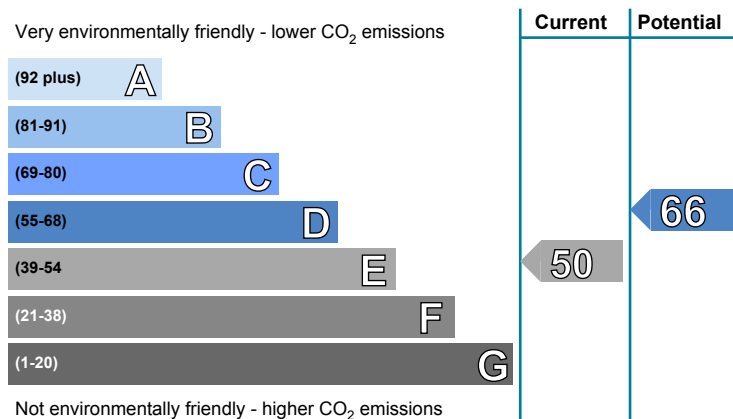 Very environmentally friendly - lower CO₂ emissions
Current
Potential
(92 plus) A
(81-91) B
(69-80) C
(55-68) D
66
(39-54 E
50
(21-38) F
(1-20) G
Not environmentally friendly - higher CO₂ emissions